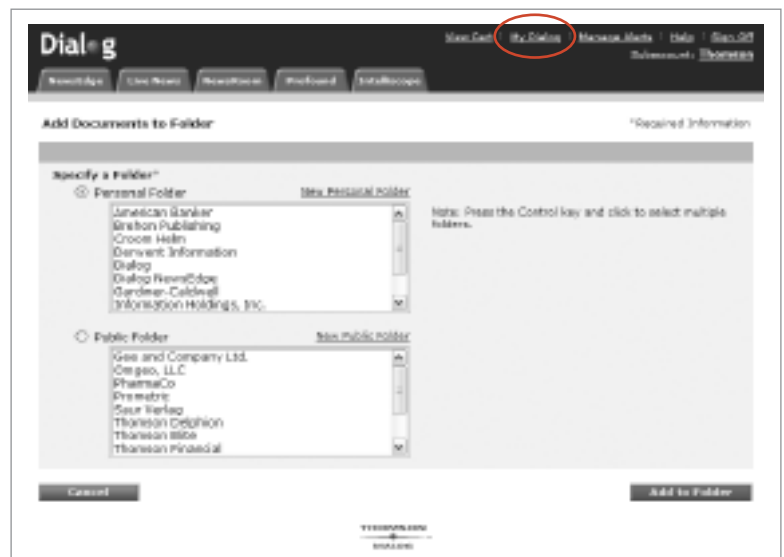 Dialog
View Cart | My Dialog | Manage Alerts | Help | Sign Off
Subaccount: Thomson
NewsEdge Live News NewsRoom Profound Intelliscope
Add Documents to Folder
*Required Information
Specify a Folder*
Personal Folder New Personal Folder
American Banker
Brehon Publishing
Croom Helm
Derwent Information
Dialog
Dialog NewsEdge
Gardiner-Caldwell
Information Holdings, Inc.
Note: Press the Control key and click to select multiple
folders.
Public Folder New Public Folder
Gee and Company Ltd.
Omgeo, LLC
PharmaCo
Prometric
Saur Verlag
Thomson Delphion
Thomson Elite
Thomson Financial
Cancel
Add to Folder
THOMSON
DIALOG